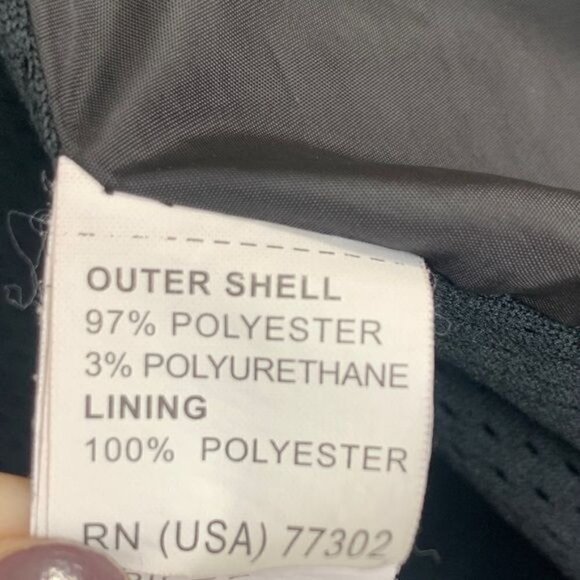 OUTER SHELL
97% POLYESTER
3% POLYURETHANE
LINING
100% POLYESTER
RN (USA) 77302